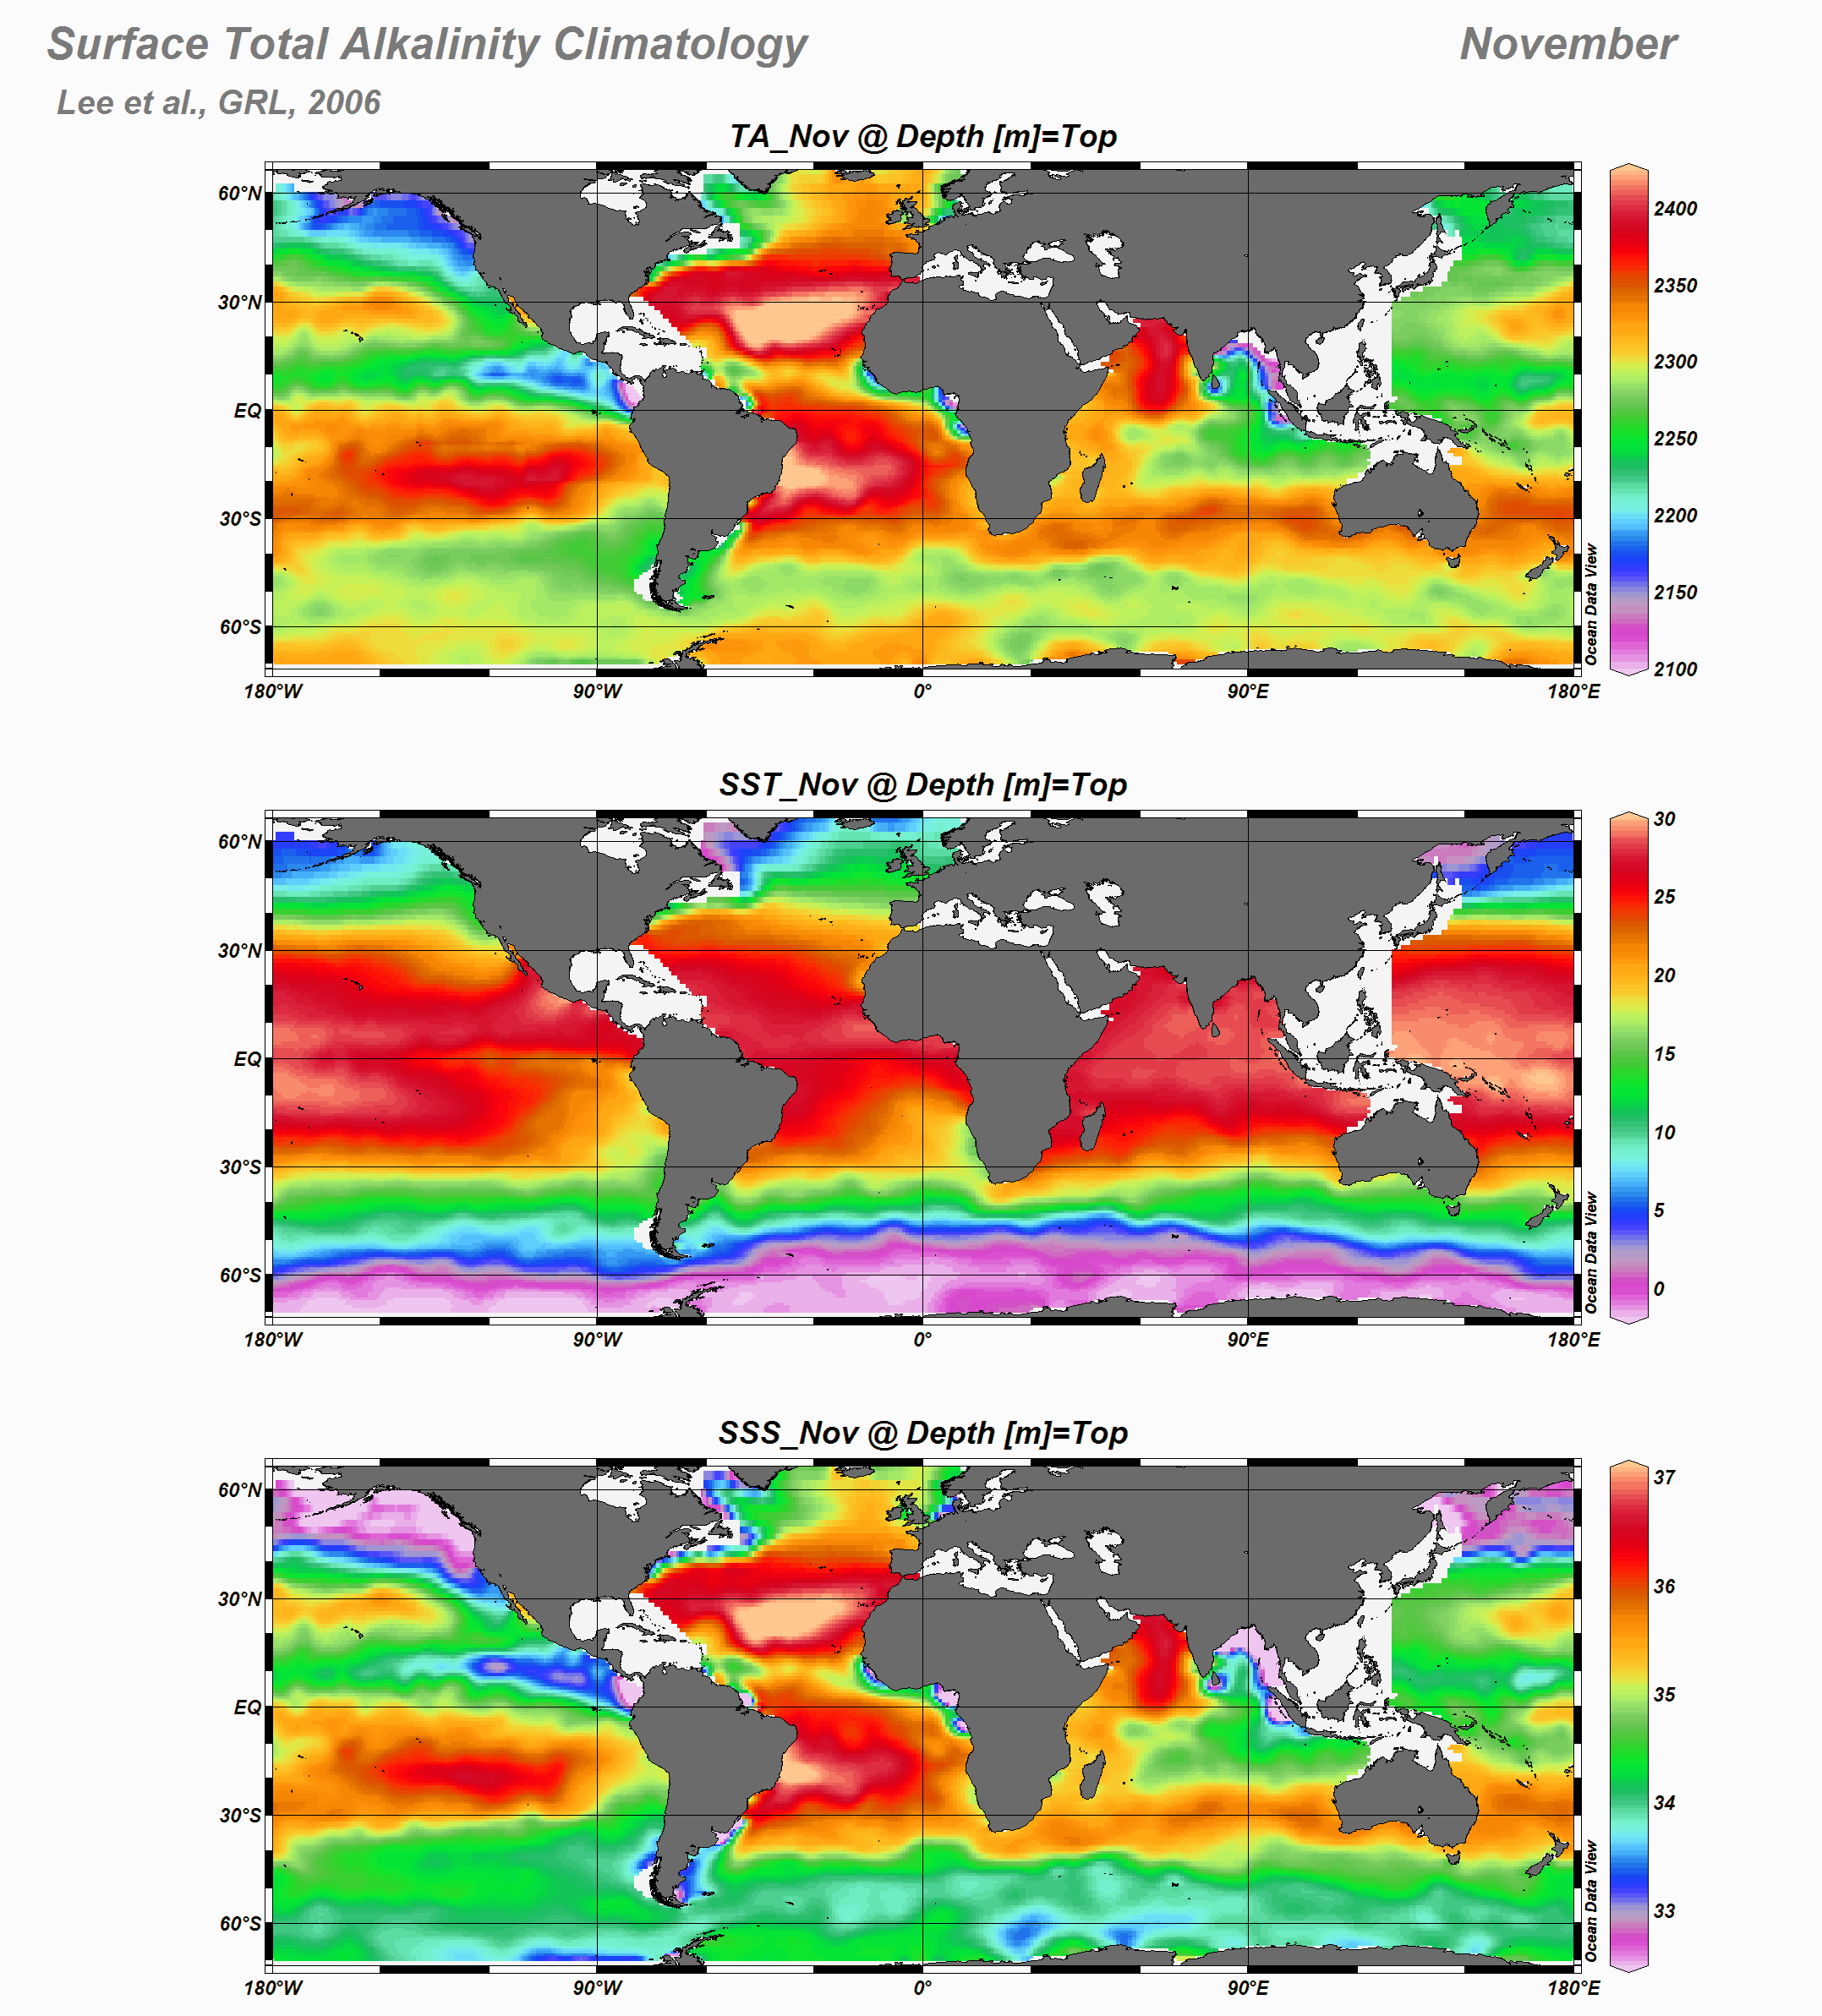 Surface Total Alkalinity Climatology
November
Lee et al., GRL, 2006
TA_Nov @ Depth [m]=Top
60°N
30°N
EQ
30°S
60°S
180°W
90°W
0°
90°E
180°E
Ocean Data View
2400
2350
2300
2250
2200
2150
2100
SST_Nov @ Depth [m]=Top
60°N
30°N
EQ
30°S
60°S
180°W
90°W
0°
90°E
180°E
Ocean Data View
30
25
20
15
10
5
0
SSS_Nov @ Depth [m]=Top
60°N
30°N
EQ
30°S
60°S
180°W
90°W
0°
90°E
180°E
Ocean Data View
37
36
35
34
33